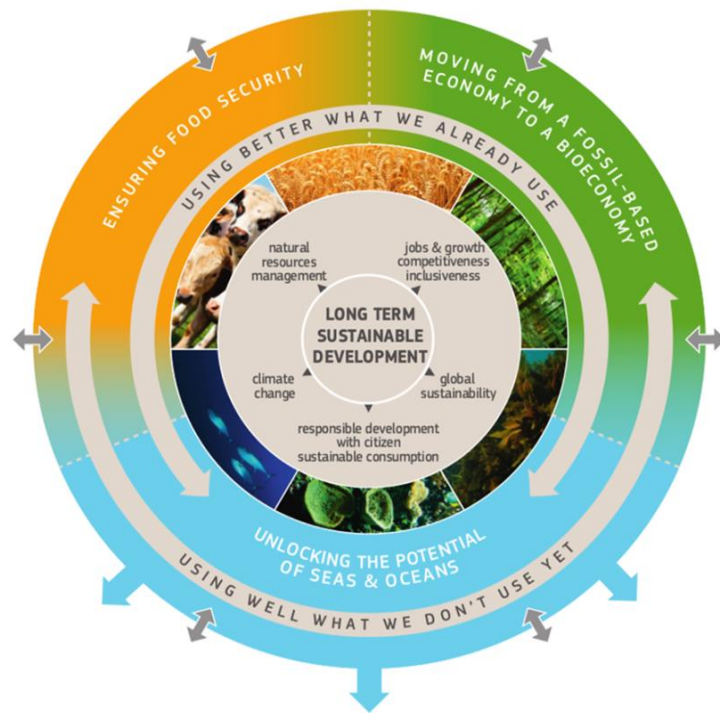 ENSURING FOOD SECURITY
MOVING FROM A FOSSIL-BASED
ECONOMY TO A BIOECONOMY
USING BETTER WHAT WE ALREADY USE
natural
resources
management
jobs & growth
competitiveness
inclusiveness
LONG TERM
SUSTAINABLE
DEVELOPMENT
climate
change
global
sustainability
responsible development
with citizen
sustainable consumption
UNLOCKING THE POTENTIAL
OF SEAS & OCEANS
USING WELL WHAT WE DON'T USE YET